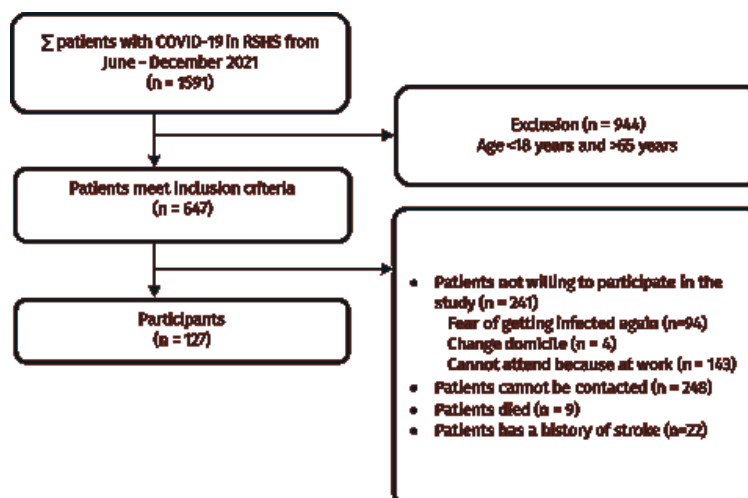 ∑ patients with COVID-19 in RSHS from
June – December 2021
(n = 1591)
Exclusion (n = 944)
Age <18 years and >65 years
Patients meet inclusion criteria
(n = 647)
• Patients not willing to participate in the
study (n = 241)
Fear of getting infected again (n=94)
Change domicile (n = 4)
Cannot attend because at work (n = 143)
• Patients cannot be contacted (n = 248)
• Patients died (n = 9)
• Patients has a history of stroke (n=22)
Participants
(n = 127)